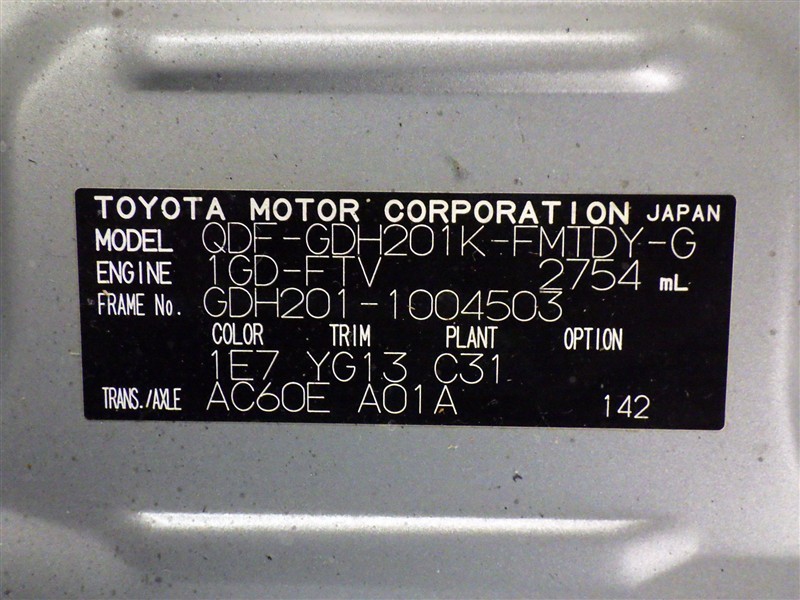 TOYOTA MOTOR CORPORATION JAPAN
MODEL QDF-GDH201K-FMTDY-G
ENGINE 1GD-FTV 2754 mL
FRAME No. GDH201-1004503
COLOR TRIM PLANT OPTION
1E7 YG13 C31
TRANS./AXLE AC60E A01A 142